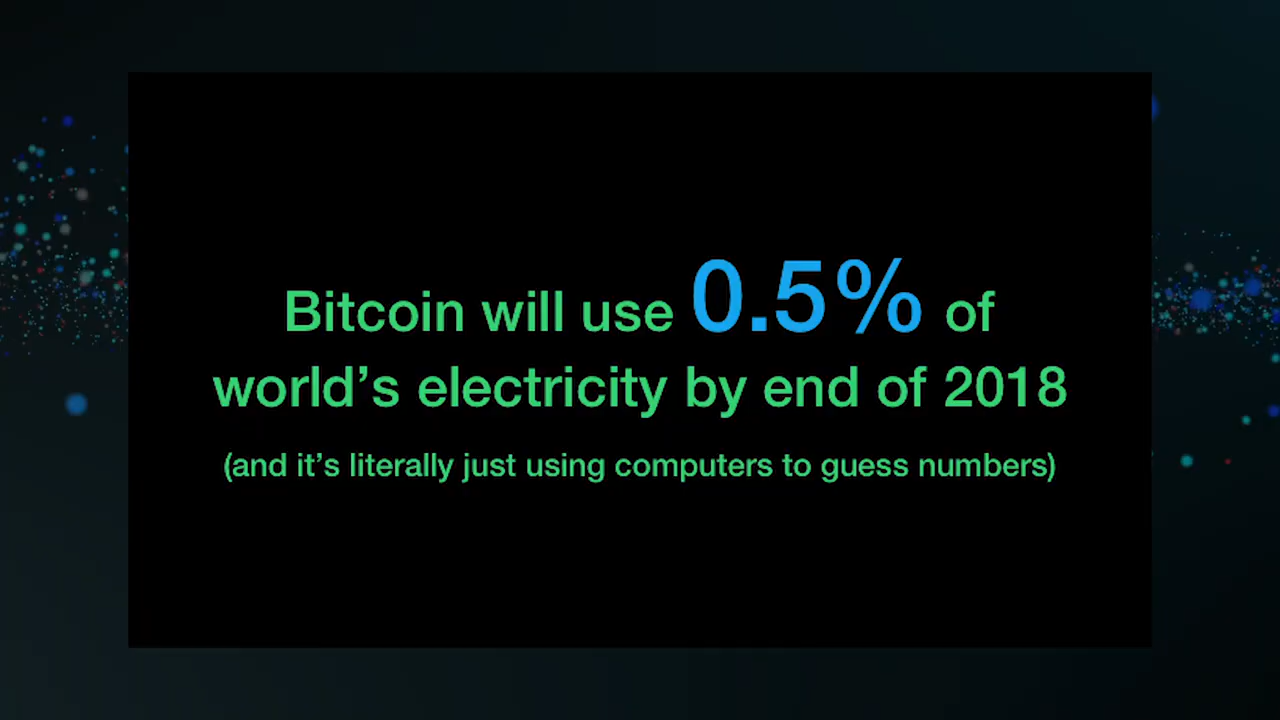 Bitcoin will use 0.5% of
world’s electricity by end of 2018
(and it’s literally just using computers to guess numbers)